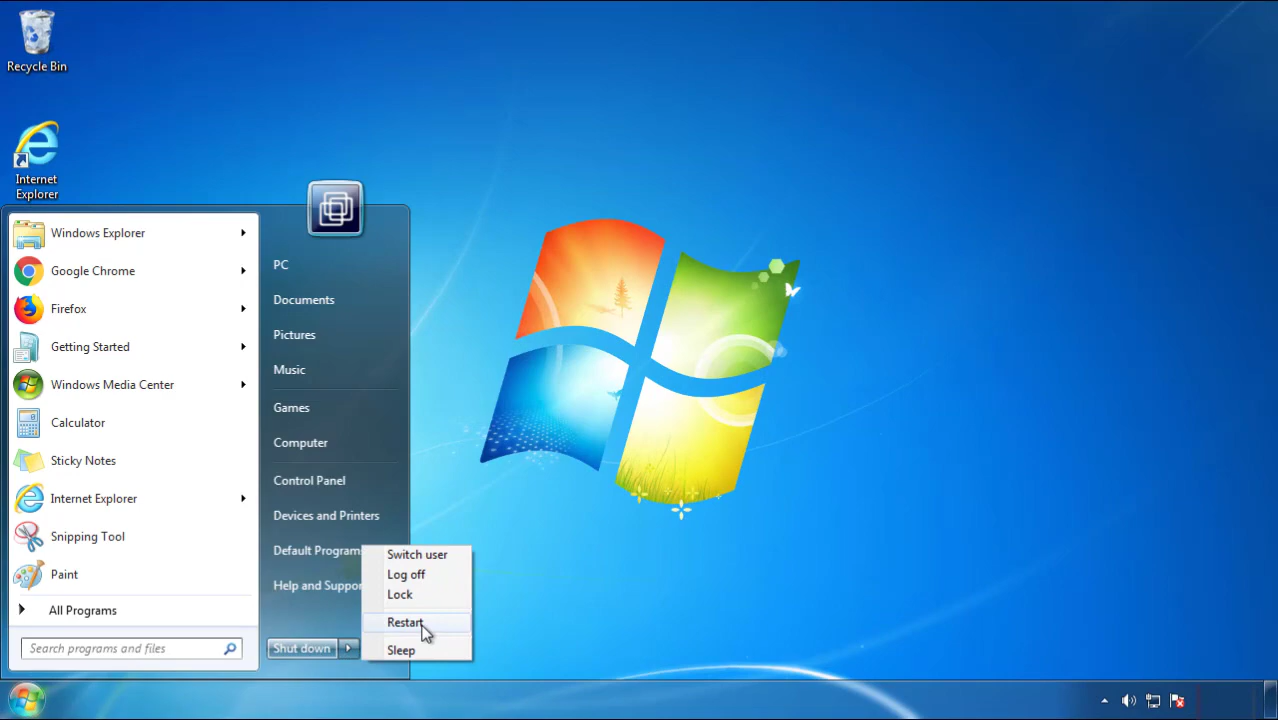 Recycle Bin
Internet
Explorer
Windows Explorer
Google Chrome
Firefox
Getting Started
Windows Media Center
Calculator
Sticky Notes
Internet Explorer
Snipping Tool
Paint
All Programs
Search programs and files
PC
Documents
Pictures
Music
Games
Computer
Control Panel
Devices and Printers
Default Program
Help and Suppor
Shut down
Switch user
Log off
Lock
Restart
Sleep